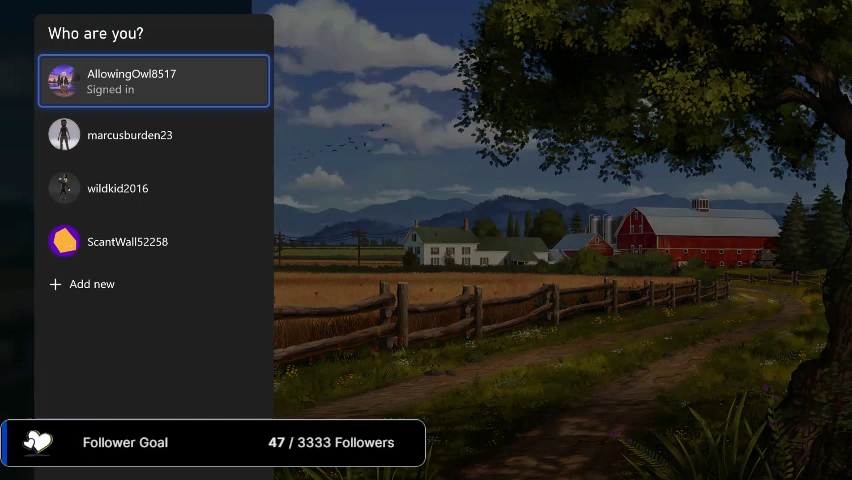 Who are you?
AllowingOwl8517
Signed in
marcusburden23
wildkid2016
ScantWall52258
Add new
Follower Goal
47 / 3333 Followers